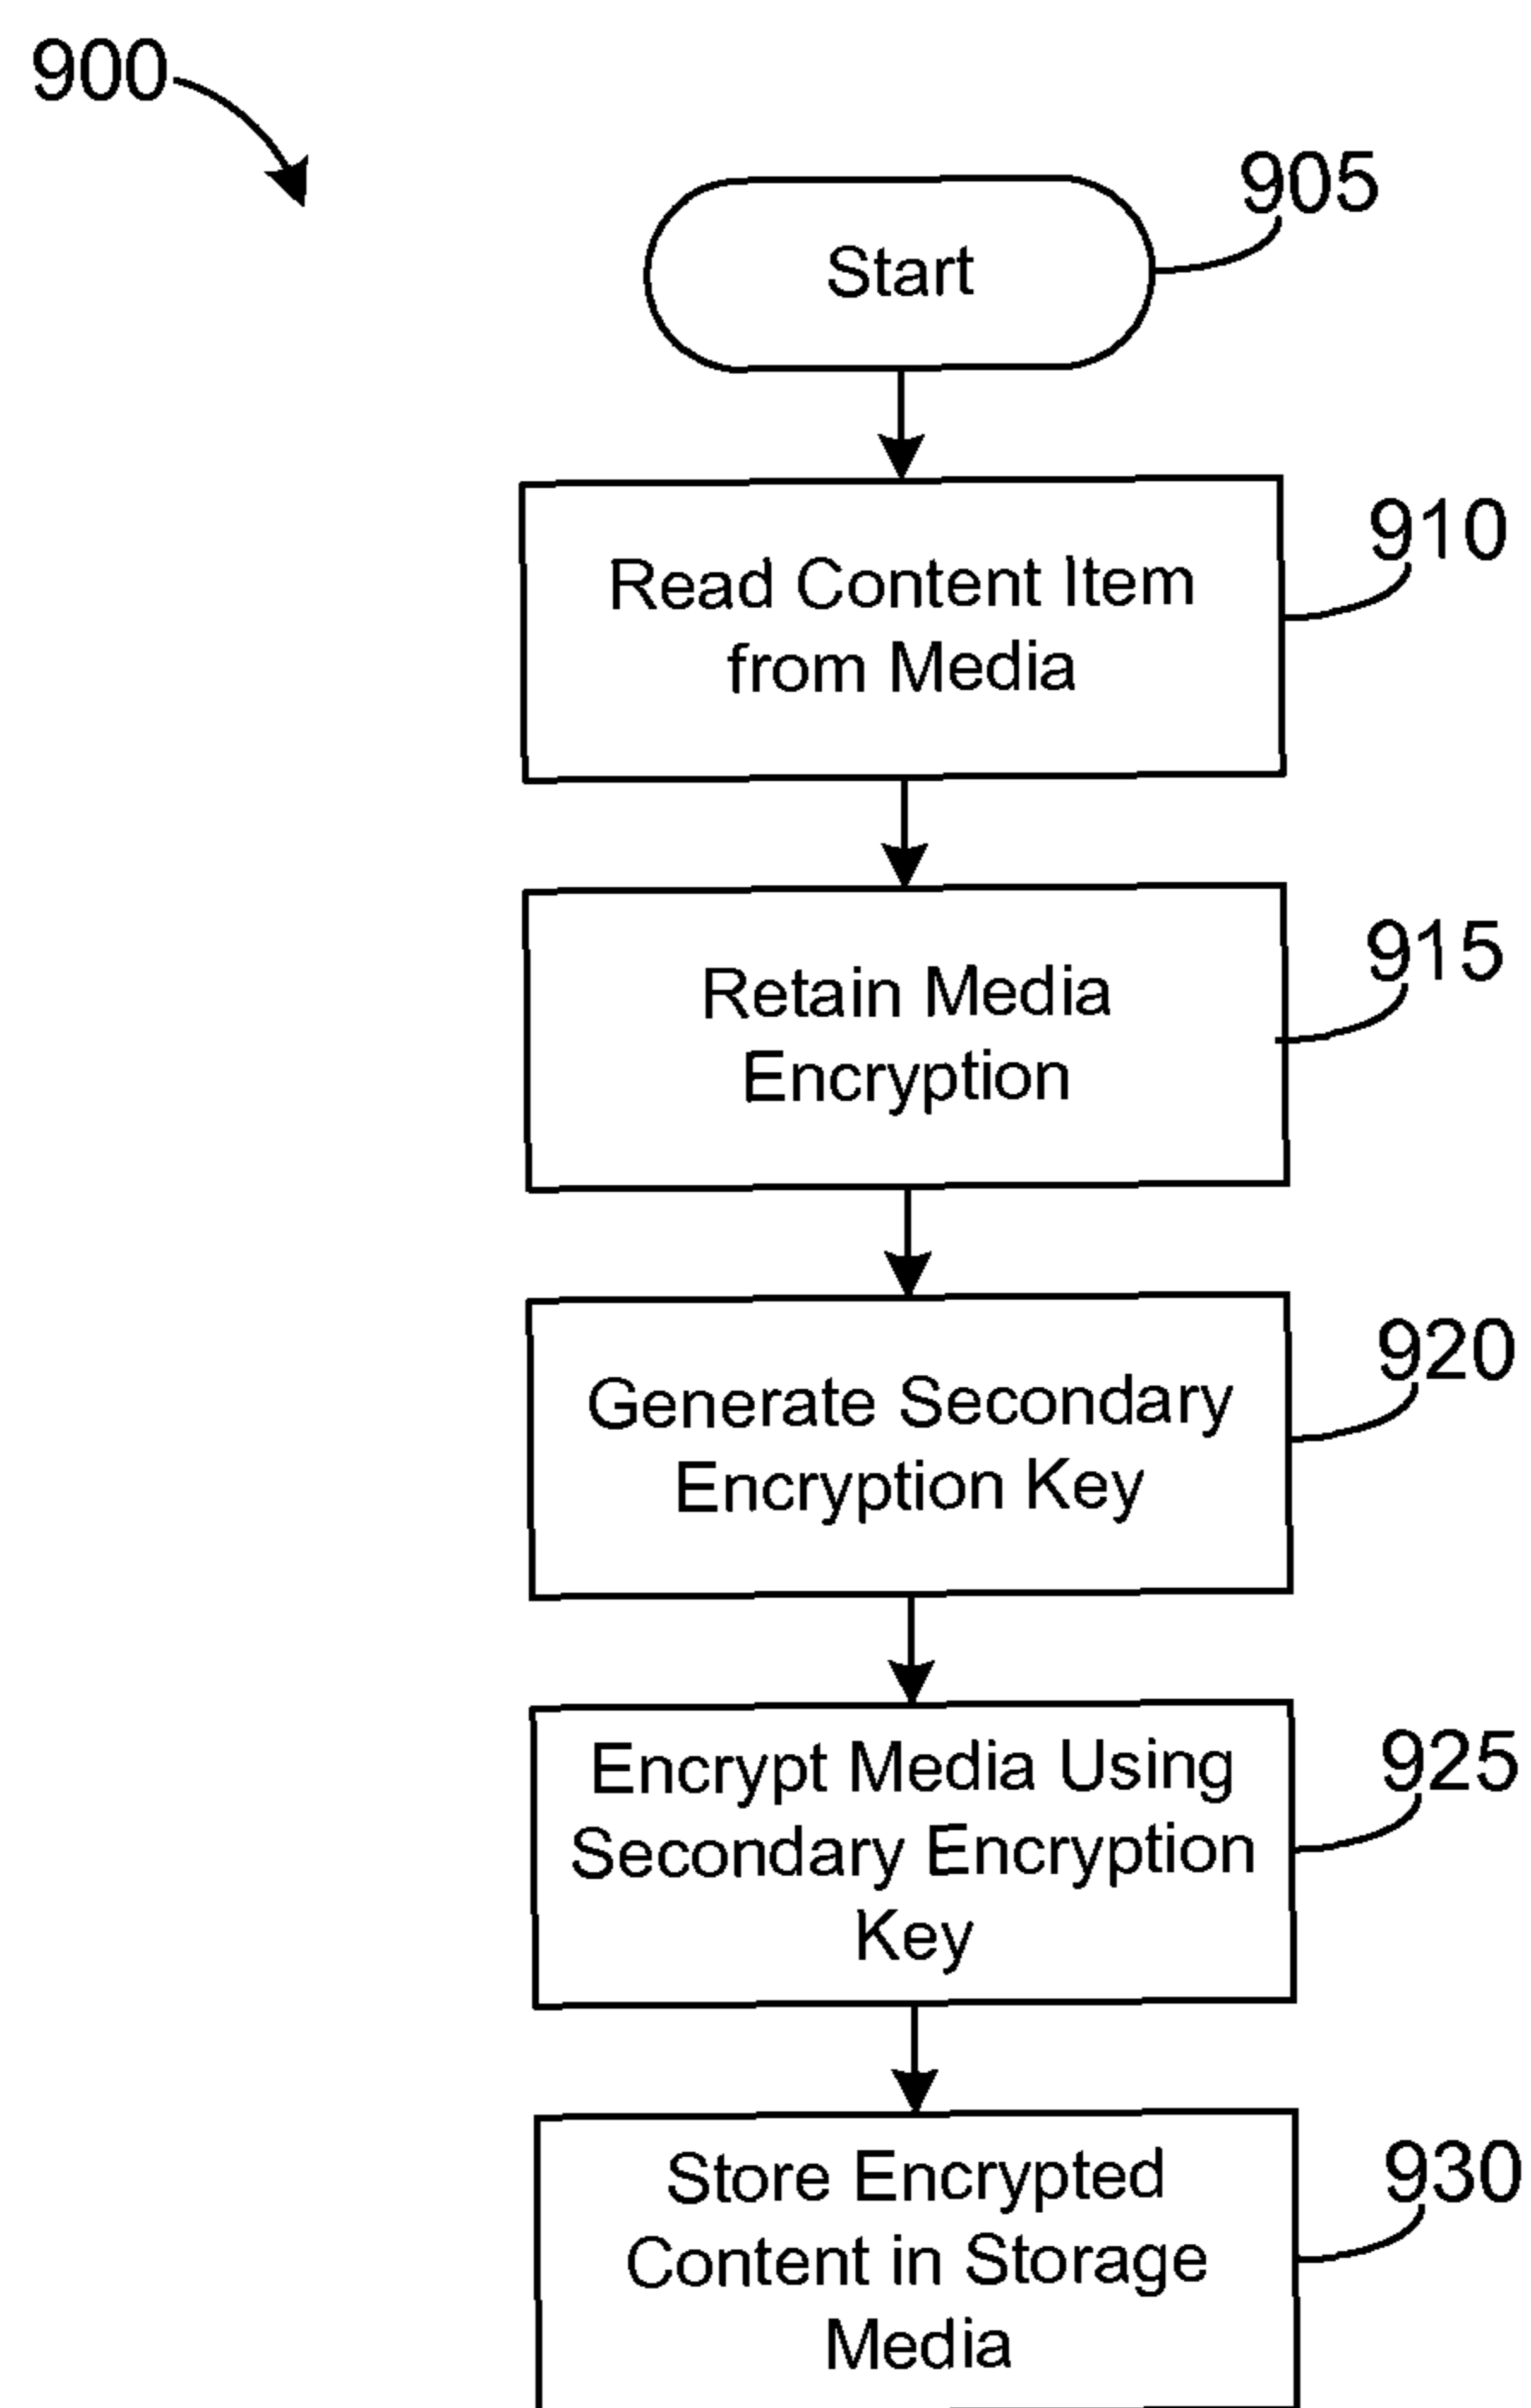 900
905
Start
910
Read Content Item
from Media
915
Retain Media
Encryption
920
Generate Secondary
Encryption Key
925
Encrypt Media Using
Secondary Encryption
Key
930
Store Encrypted
Content in Storage
Media